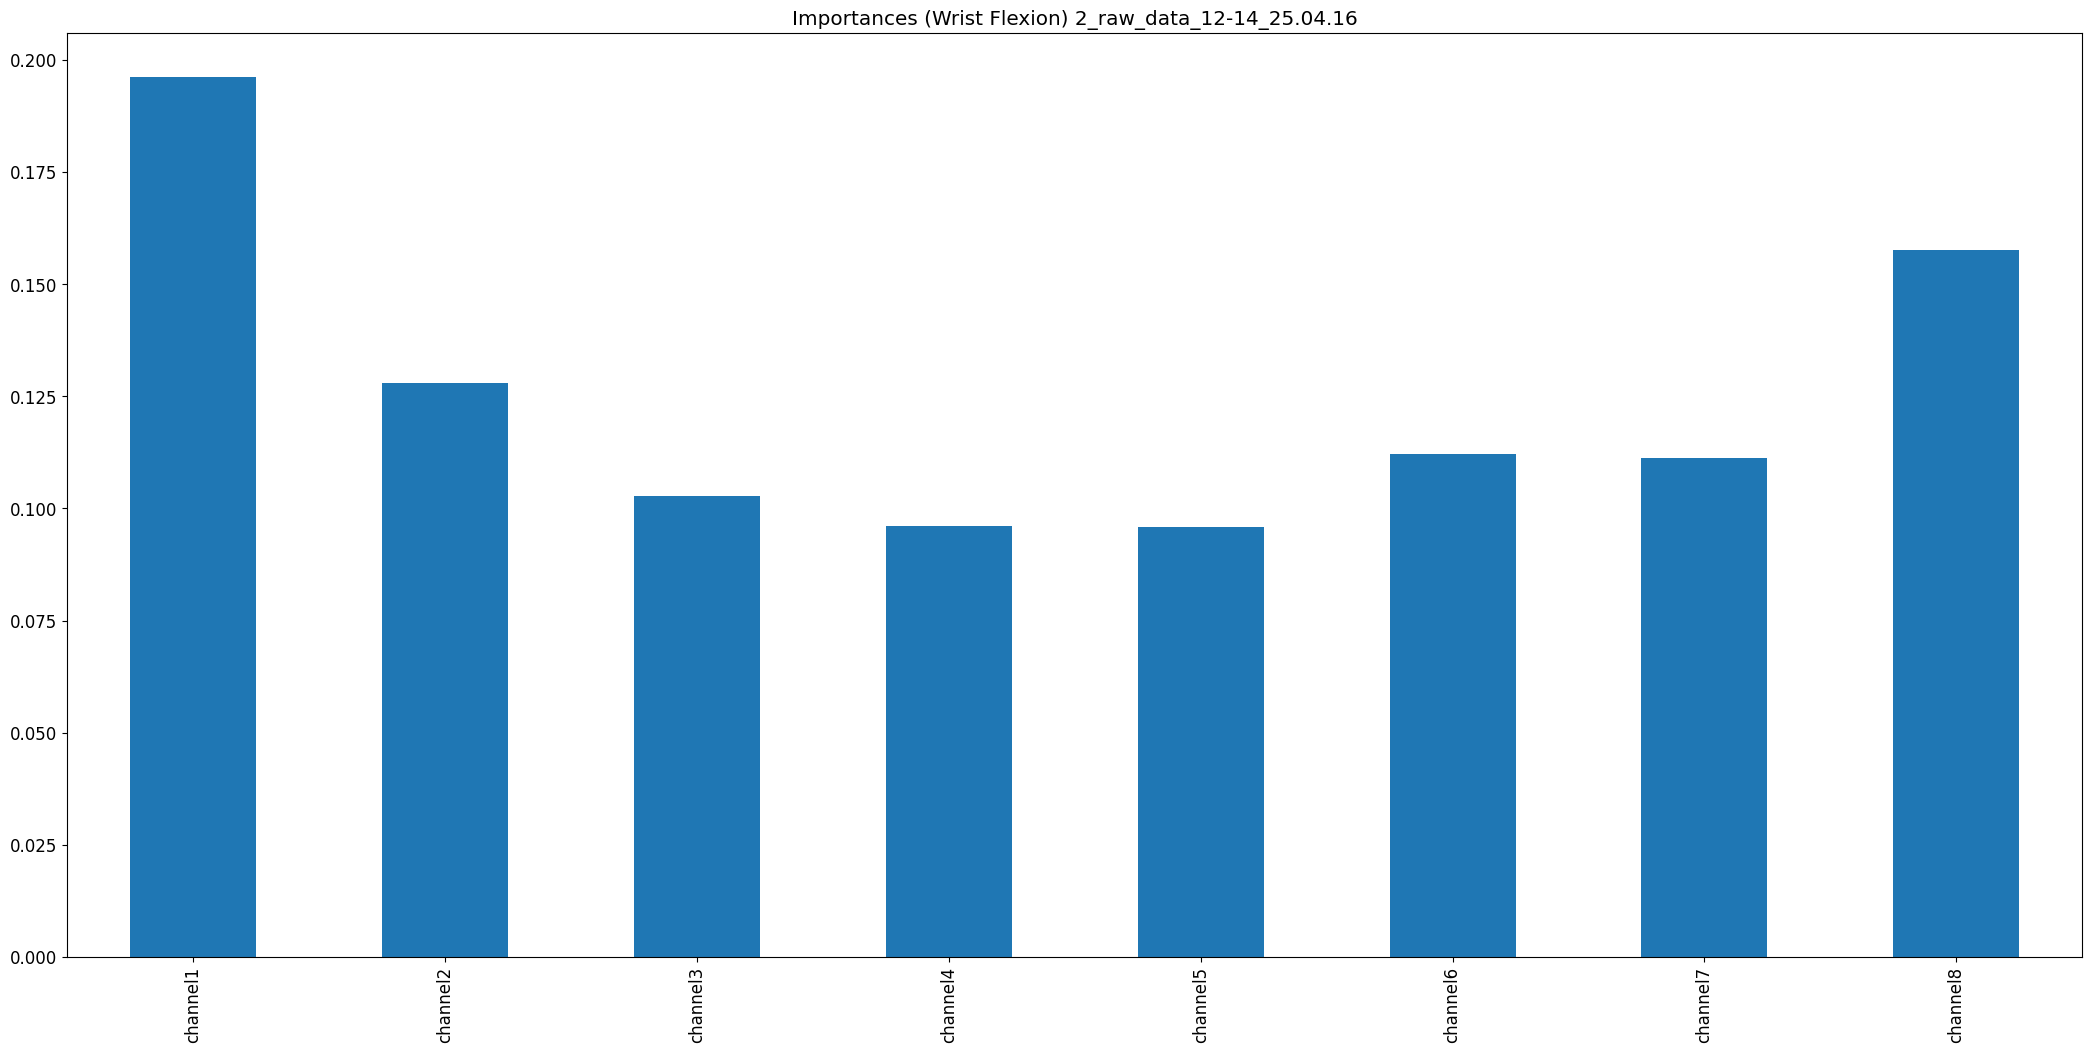 Importances (Wrist Flexion) 2_raw_data_12-14_25.04.16
0.200
0.175
0.150
0.125
0.100
0.075
0.050
0.025
0.000
channel1
channel2
channel3
channel4
channel5
channel6
channel7
channel8